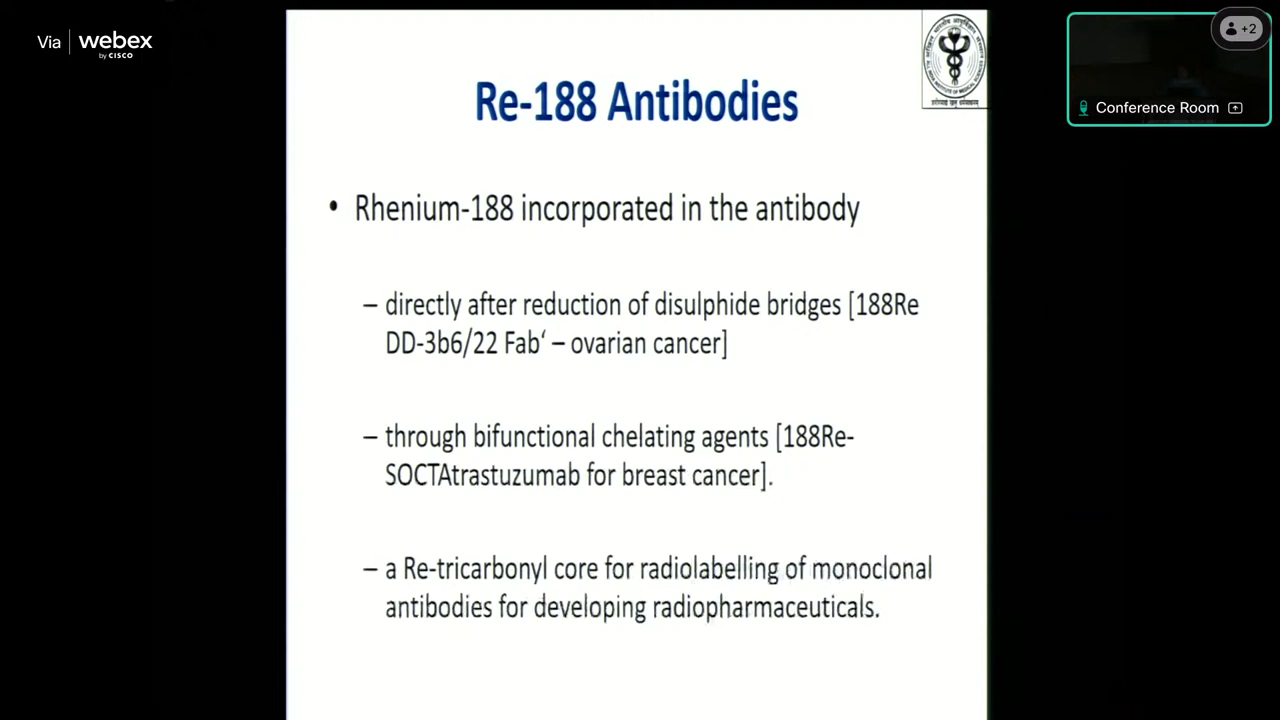 Via webex
by CISCO
+2
Conference Room
Re-188 Antibodies
• Rhenium-188 incorporated in the antibody
– directly after reduction of disulphide bridges [188Re
DD-3b6/22 Fab‘ – ovarian cancer]
– through bifunctional chelating agents [188Re-
SOCTAtrastuzumab for breast cancer].
– a Re-tricarbonyl core for radiolabelling of monoclonal
antibodies for developing radiopharmaceuticals.